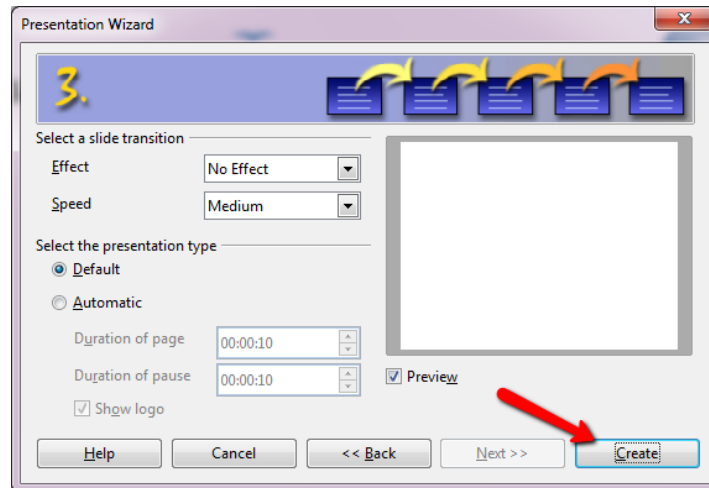 Presentation Wizard
3.
Select a slide transition
Effect No Effect
Speed Medium
Select the presentation type
Default
Automatic
Duration of page 00:00:10
Duration of pause 00:00:10
Preview
Show logo
Help Cancel << Back Next >> Create